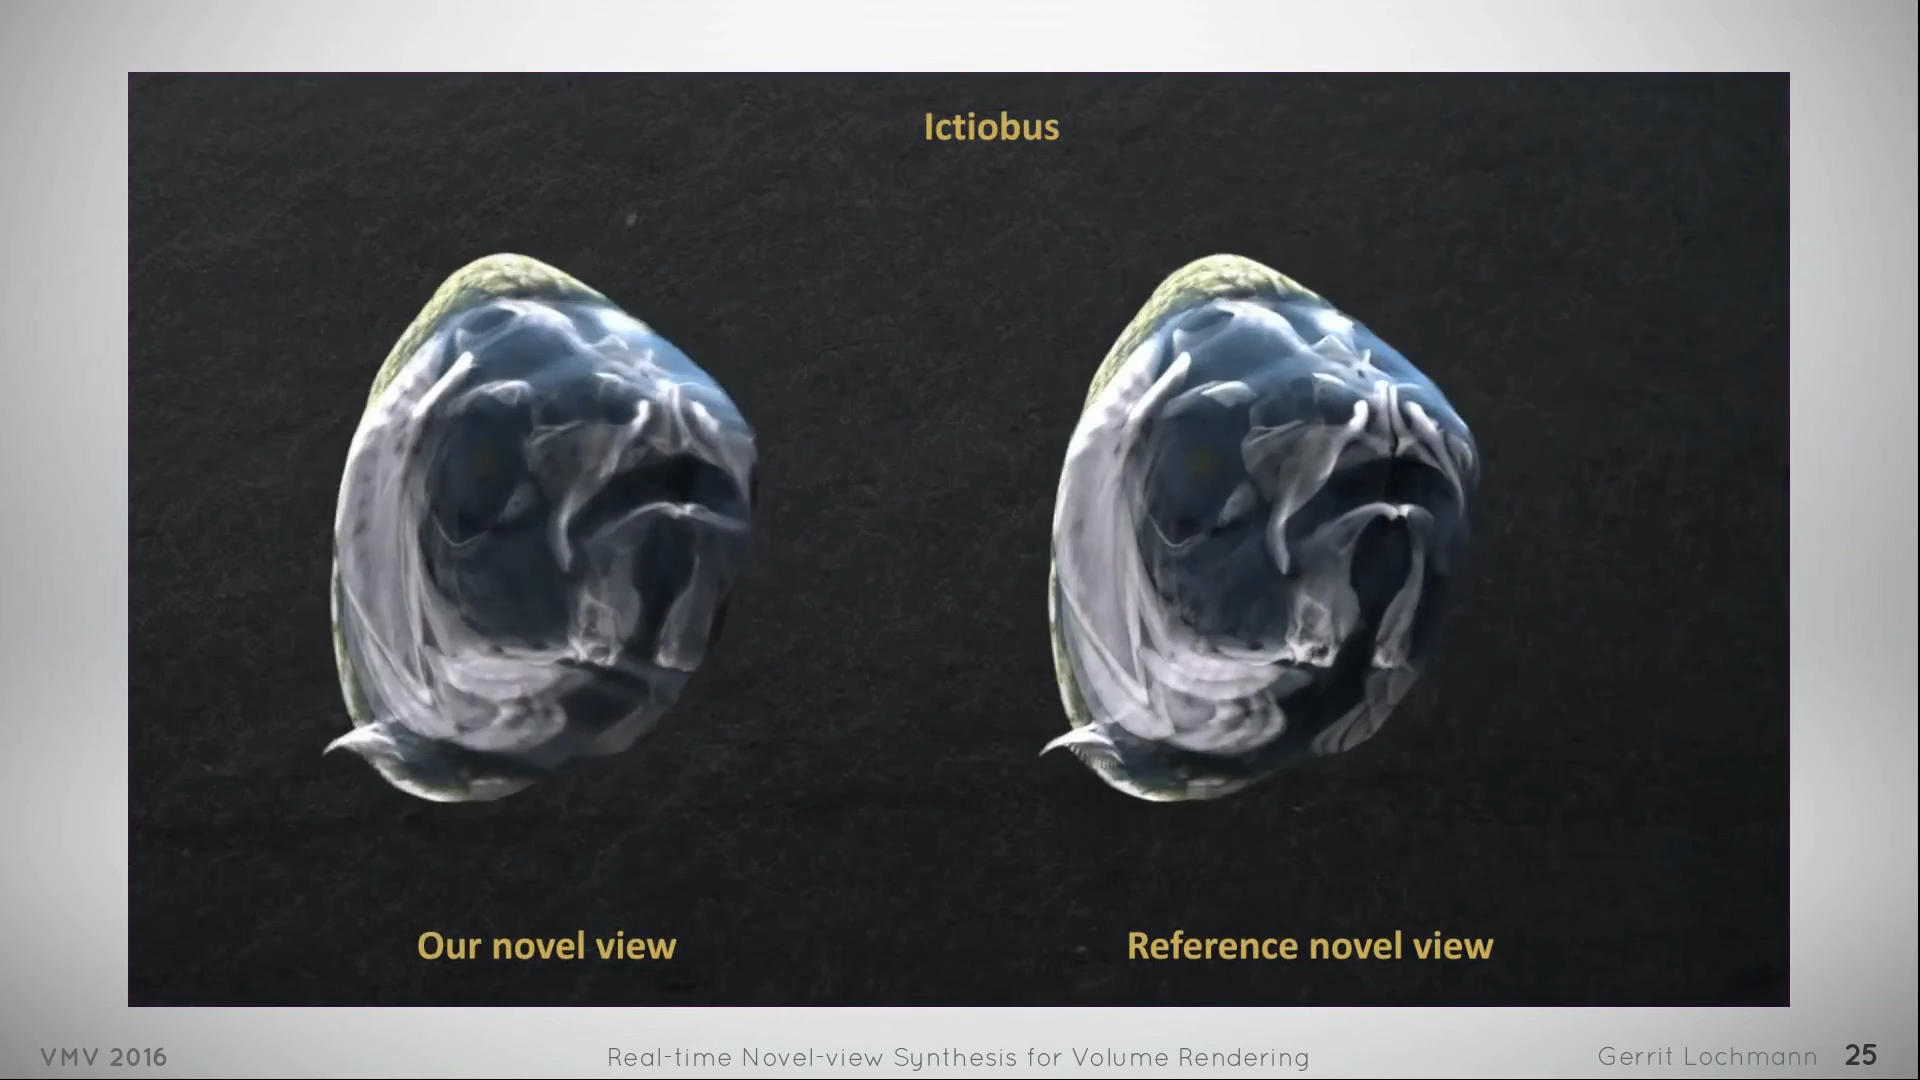 Ictiobus
Our novel view
Reference novel view
VMV 2016
Real-time Novel-view Synthesis for Volume Rendering
Gerrit Lochmann 25